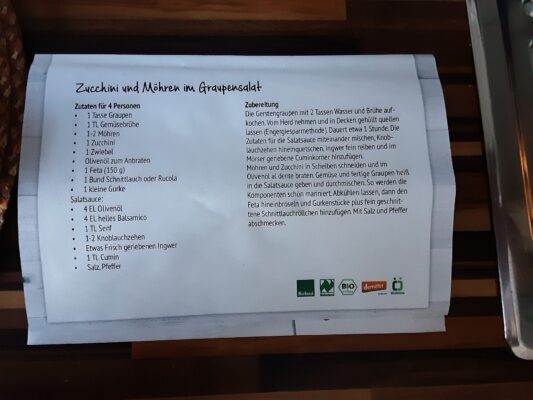 Zucchini und Möhren im Graupensalat
Zutaten für 4 Personen
• 1 Tasse Graupen
• 1 TL Gemüsebrühe
• 1-2 Möhren
• 1 Zucchini
• 1 Zwiebel
• Olivenöl zum Anbraten
• 1 Feta (150 g)
• 1 Bund Schnittlauch oder Rucola
• 1 kleine Gurke
Salatsauce:
• 4 EL Olivenöl
• 4 EL helles Balsamico
• 1 TL Senf
• 1-2 Knoblauchzehen
• Etwas Frisch geriebenen Ingwer
• 1 TL Cumin
• Salz, Pfeffer
Zubereitung
Die Gerstengraupen mit 2 Tassen Wasser und Brühe auf-
kochen. Vom Herd nehmen und in Decken gehüllt quellen
lassen (Engergiesparmethode). Dauert etwa 1 Stunde. Die
Zutaten für die Salatsauce miteinander mischen, Knob-
lauchzehen hineinquetschen, Ingwer fein reiben und im
Mörser geriebene Cuminkörner hinzufügen.
Möhren und Zucchini in Scheiben schneiden und im
Olivenöl al dente braten. Gemüse und fertige Graupen heiß
in die Salatsauce geben und durchmischen. So werden die
Komponenten schön mariniert. Abkühlen lassen, dann den
Feta hineinbröseln und Gurkenstücke plus fein geschnit-
tene Schnittlauchröllchen hinzufügen. Mit Salz und Pfeffer
abschmecken.
Bioland
Naturland
BIO
demeter